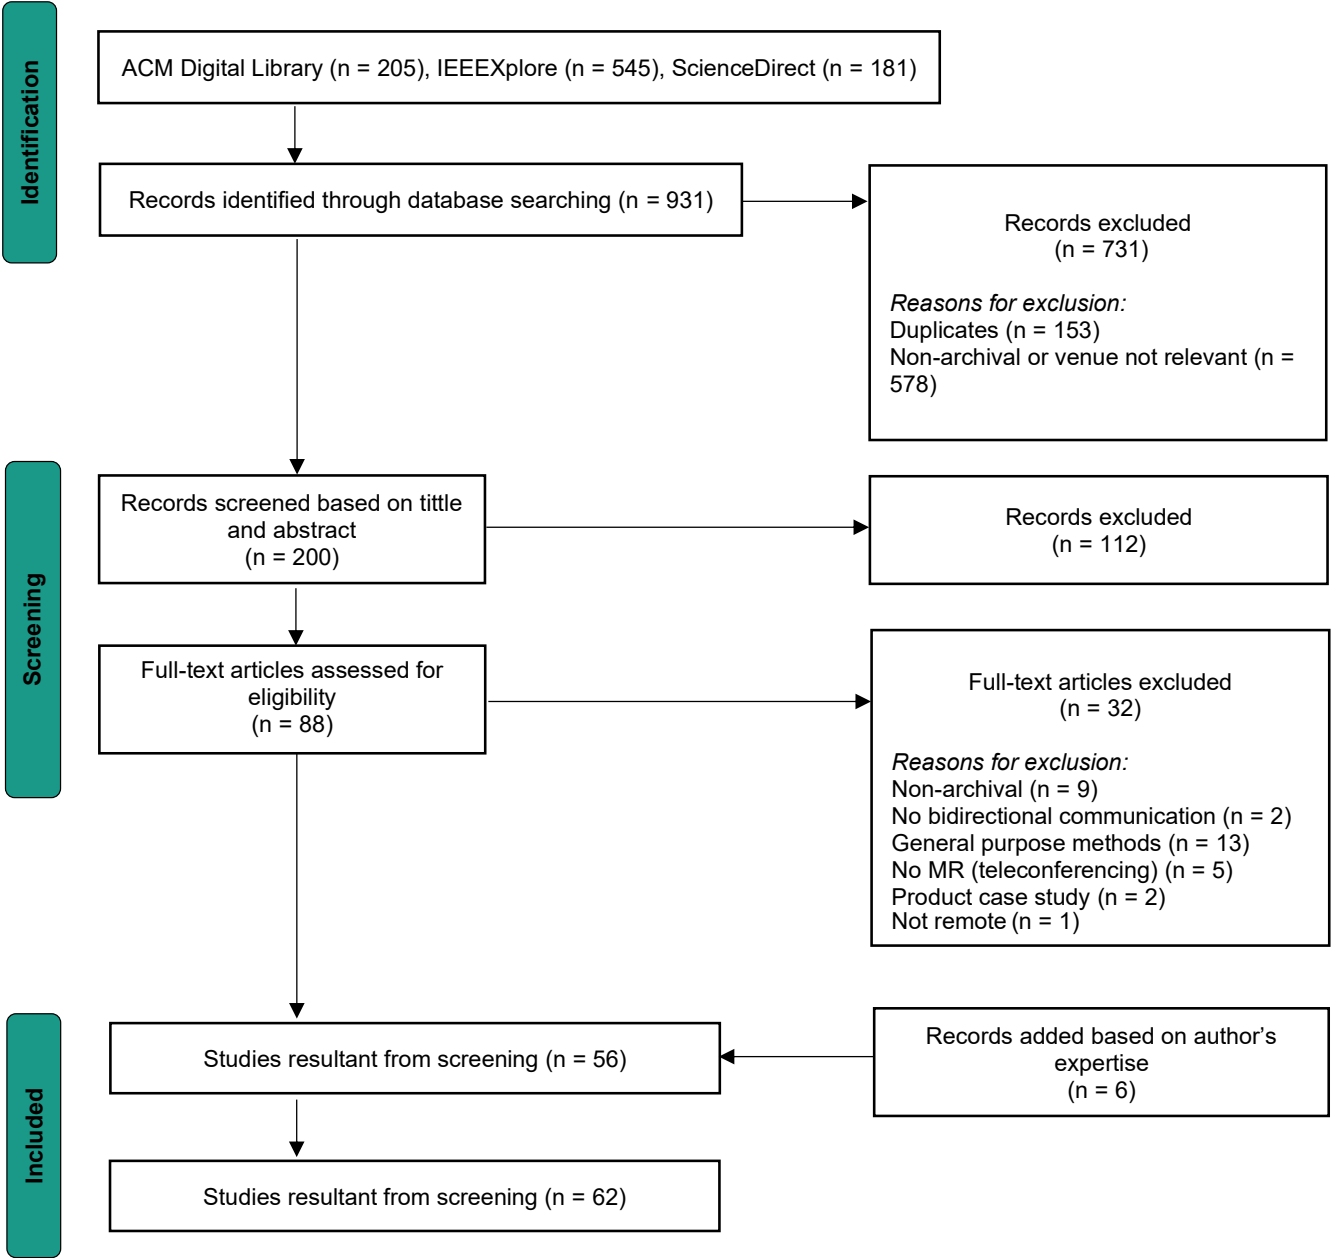 Identification
ACM Digital Library (n = 205), IEEEXplore (n = 545), ScienceDirect (n = 181)
Records identified through database searching (n = 931)
Records excluded
(n = 731)
Reasons for exclusion:
Duplicates (n = 153)
Non-archival or venue not relevant (n =
578)
Screening
Records screened based on tittle
and abstract
(n = 200)
Records excluded
(n = 112)
Full-text articles assessed for
eligibility
(n = 88)
Full-text articles excluded
(n = 32)
Reasons for exclusion:
Non-archival (n = 9)
No bidirectional communication (n = 2)
General purpose methods (n = 13)
No MR (teleconferencing) (n = 5)
Product case study (n = 2)
Not remote (n = 1)
Included
Studies resultant from screening (n = 56)
Records added based on author’s
expertise
(n = 6)
Studies resultant from screening (n = 62)